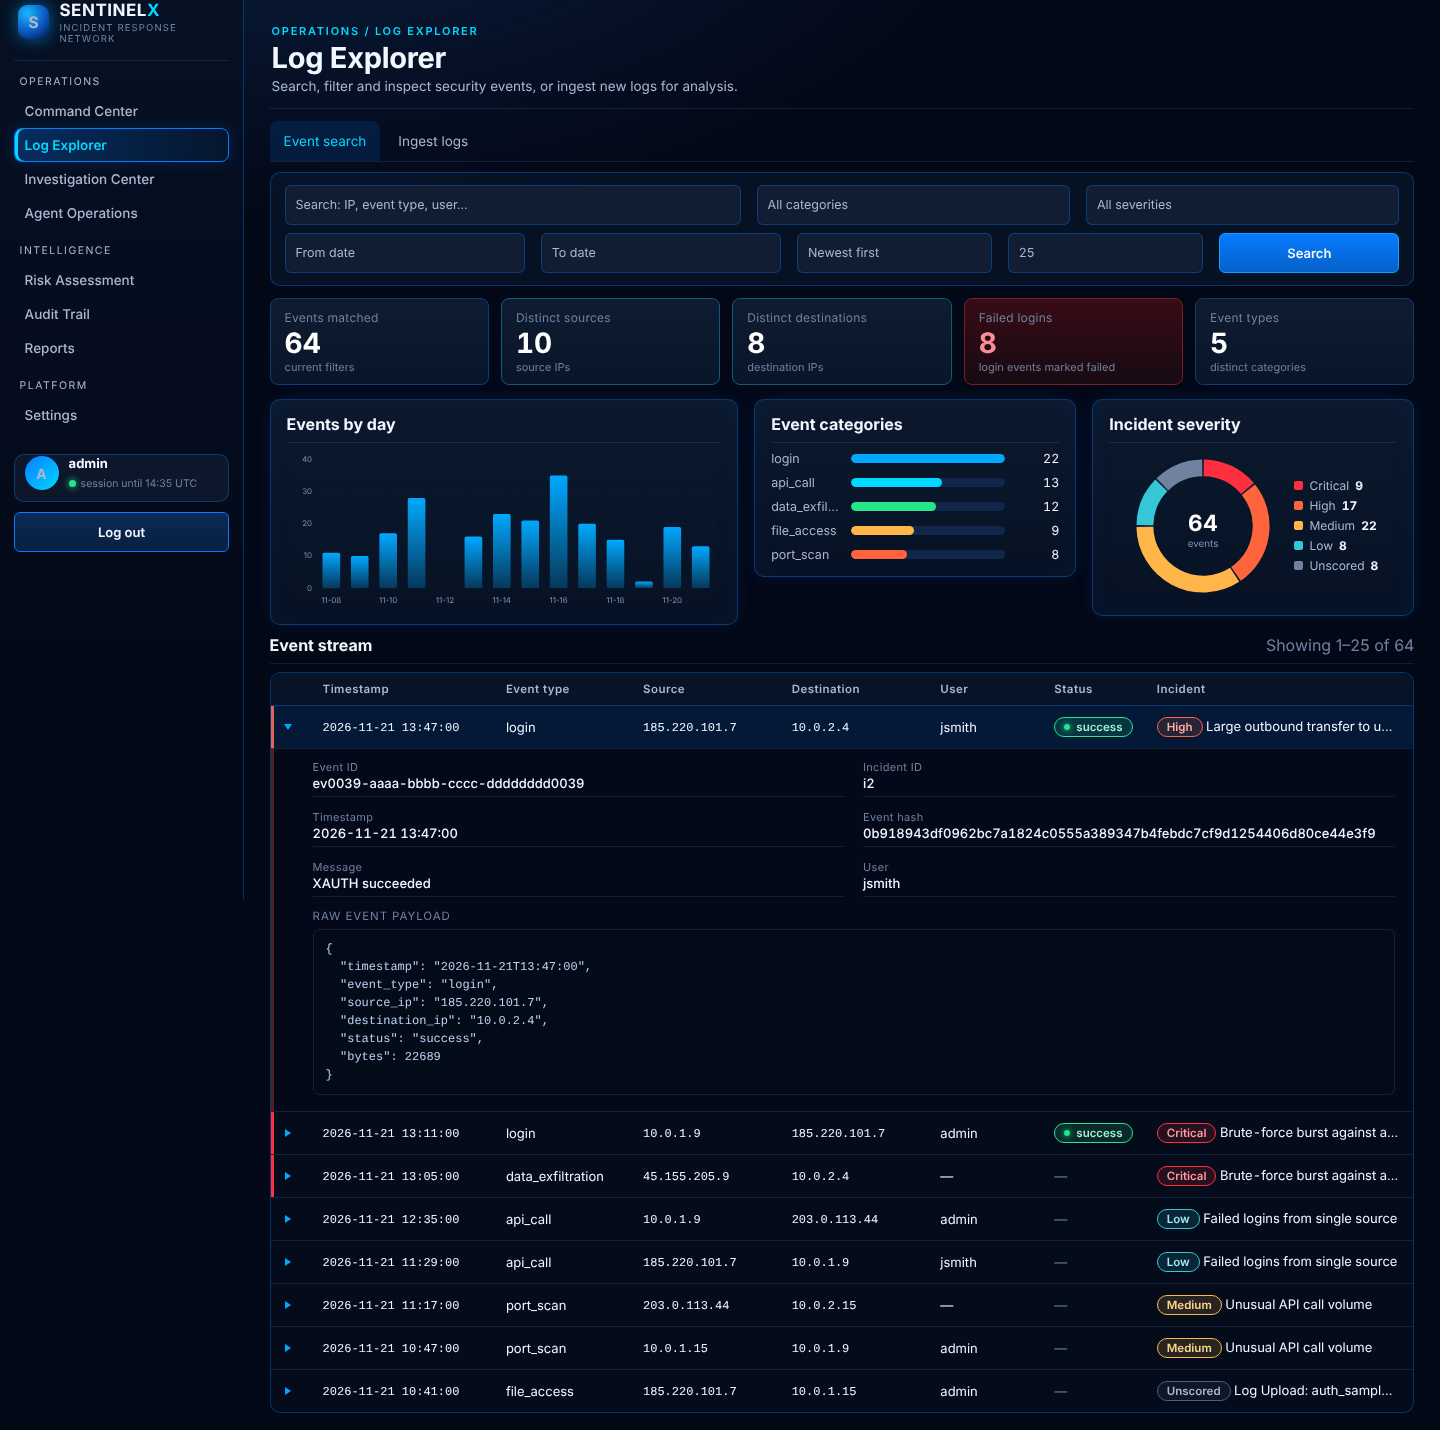 S
SENTINELX
INCIDENT RESPONSE
NETWORK
OPERATIONS
Command Center
Log Explorer
Investigation Center
Agent Operations
INTELLIGENCE
Risk Assessment
Audit Trail
Reports
PLATFORM
Settings
A
admin
session until 14:35 UTC
Log out
OPERATIONS / LOG EXPLORER
Log Explorer
Search, filter and inspect security events, or ingest new logs for analysis.
Event search Ingest logs
Search: IP, event type, user... All categories All severities
From date To date Newest first 25 Search
Events matched
64
current filters
Distinct sources
10
source IPs
Distinct destinations
8
destination IPs
Failed logins
8
login events marked failed
Event types
5
distinct categories
Events by day
40
30
20
10
0
11-08 11-10 11-12 11-14 11-16 11-18 11-20
Event categories
login 22
api_call 13
data_exfil... 12
file_access 9
port_scan 8
Incident severity
64
events
Critical 9
High 17
Medium 22
Low 8
Unscored 8
Event stream Showing 1–25 of 64
Timestamp Event type Source Destination User Status Incident
2026-11-21 13:47:00 login 185.220.101.7 10.0.2.4 jsmith success High Large outbound transfer to u...
Event ID Incident ID
ev0039-aaaa-bbbb-cccc-dddddddd0039 i2
Timestamp Event hash
2026-11-21 13:47:00 0b918943df0962bc7a1824c0555a389347b4febdc7cf9d1254406d80ce44e3f9
Message User
XAUTH succeeded jsmith
RAW EVENT PAYLOAD
{
"timestamp": "2026-11-21T13:47:00",
"event_type": "login",
"source_ip": "185.220.101.7",
"destination_ip": "10.0.2.4",
"status": "success",
"bytes": 22689
}
2026-11-21 13:11:00 login 10.0.1.9 185.220.101.7 admin success Critical Brute-force burst against a...
2026-11-21 13:05:00 data_exfiltration 45.155.205.9 10.0.2.4 — — Critical Brute-force burst against a...
2026-11-21 12:35:00 api_call 10.0.1.9 203.0.113.44 admin — Low Failed logins from single source
2026-11-21 11:29:00 api_call 185.220.101.7 10.0.1.9 jsmith — Low Failed logins from single source
2026-11-21 11:17:00 port_scan 203.0.113.44 10.0.2.15 — — Medium Unusual API call volume
2026-11-21 10:47:00 port_scan 10.0.1.15 10.0.1.9 admin — Medium Unusual API call volume
2026-11-21 10:41:00 file_access 185.220.101.7 10.0.1.15 admin — Unscored Log Upload: auth_sampl...